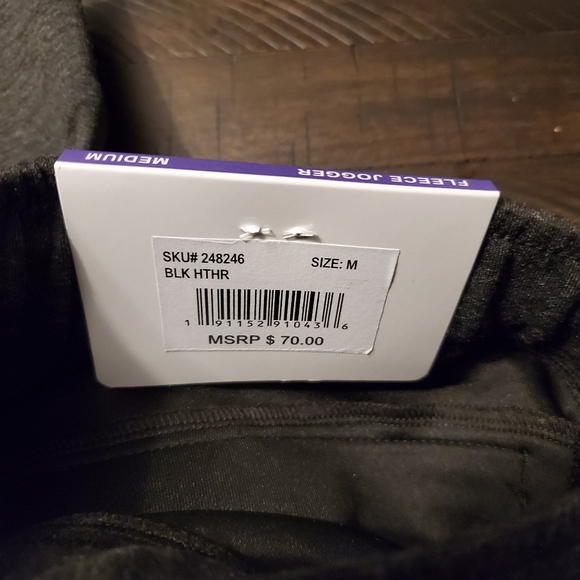 MEDIUM FLEECE JOGGER
SKU# 248246 SIZE: M
BLK HTHR
1 91152 91043 6
MSRP $ 70.00